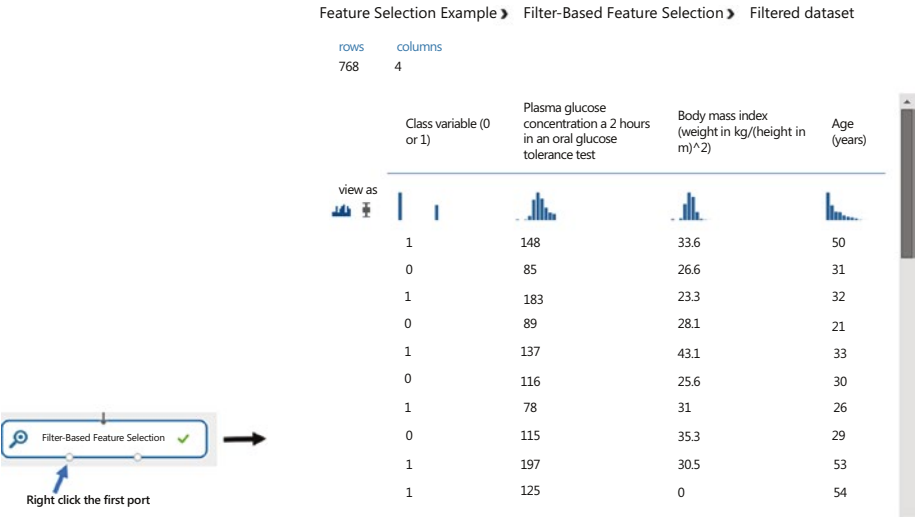 Feature Selection Example › Filter-Based Feature Selection › Filtered dataset
rows columns
768 4
Class variable (0
or 1)
Plasma glucose
concentration a 2 hours
in an oral glucose
tolerance test
Body mass index
(weight in kg/(height in
m)^2)
Age
(years)
view as
1 148 33.6 50
0 85 26.6 31
1 183 23.3 32
0 89 28.1 21
1 137 43.1 33
0 116 25.6 30
1 78 31 26
0 115 35.3 29
1 197 30.5 53
1 125 0 54
Filter-Based Feature Selection
Right click the first port